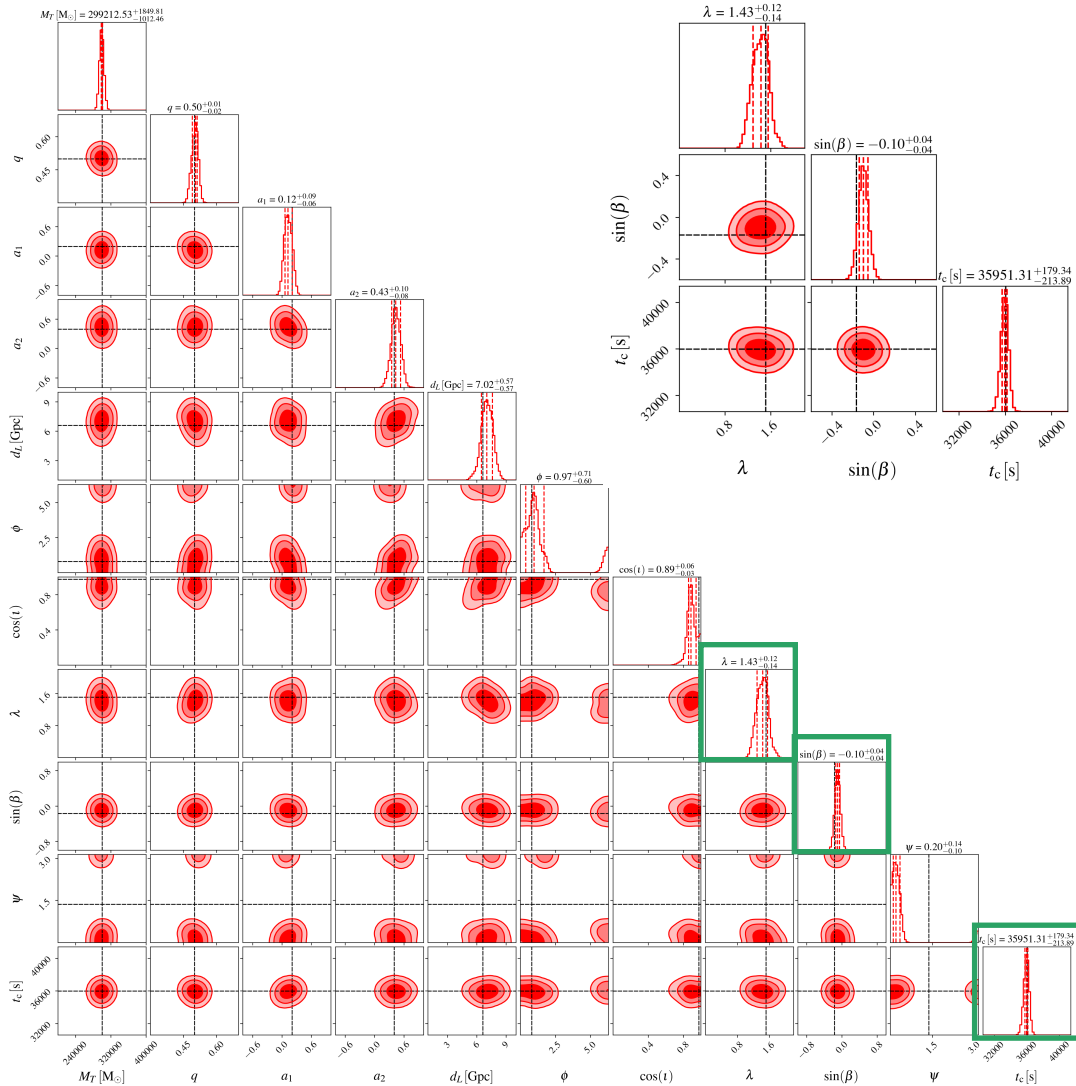 M_T [M_⊙] = 299212.53^{+1849.81}_{-1012.46}
q = 0.50^{+0.01}_{-0.02}
a_1 = 0.12^{+0.09}_{-0.06}
a_2 = 0.43^{+0.10}_{-0.08}
d_L [Gpc] = 7.02^{+0.57}_{-0.57}
ϕ = 0.97^{+0.71}_{-0.60}
cos(ι) = 0.89^{+0.06}_{-0.03}
λ = 1.43^{+0.12}_{-0.14}
sin(β) = −0.10^{+0.04}_{-0.04}
ψ = 0.20^{+0.14}_{-0.10}
t_c [s] = 35951.31^{+179.34}_{-213.89}
q 0.60 0.45
a_1 0.6 0.0 −0.6
a_2 0.6 0.0 −0.6
d_L [Gpc] 9 6 3
ϕ 5.0 2.5
cos(ι) 0.8 0.4
λ 1.6 0.8
sin(β) 0.8 0.0 −0.8
ψ 3.0 1.5
t_c [s] 40000 36000 32000
240000 320000 400000 0.45 0.60 −0.6 0.0 0.6 −0.6 0.0 0.6 3 6 9 2.5 5.0 0.4 0.8 0.8 1.6 −0.8 0.0 0.8 1.5 3.0 32000 36000 40000
M_T [M_⊙] q a_1 a_2 d_L [Gpc] ϕ cos(ι) λ sin(β) ψ t_c [s]
λ = 1.43^{+0.12}_{-0.14}
sin(β) = −0.10^{+0.04}_{-0.04}
t_c [s] = 35951.31^{+179.34}_{-213.89}
sin(β) 0.4 0.0 −0.4
t_c [s] 40000 36000 32000
0.8 1.6 −0.4 0.0 0.4 32000 36000 40000
λ sin(β) t_c [s]